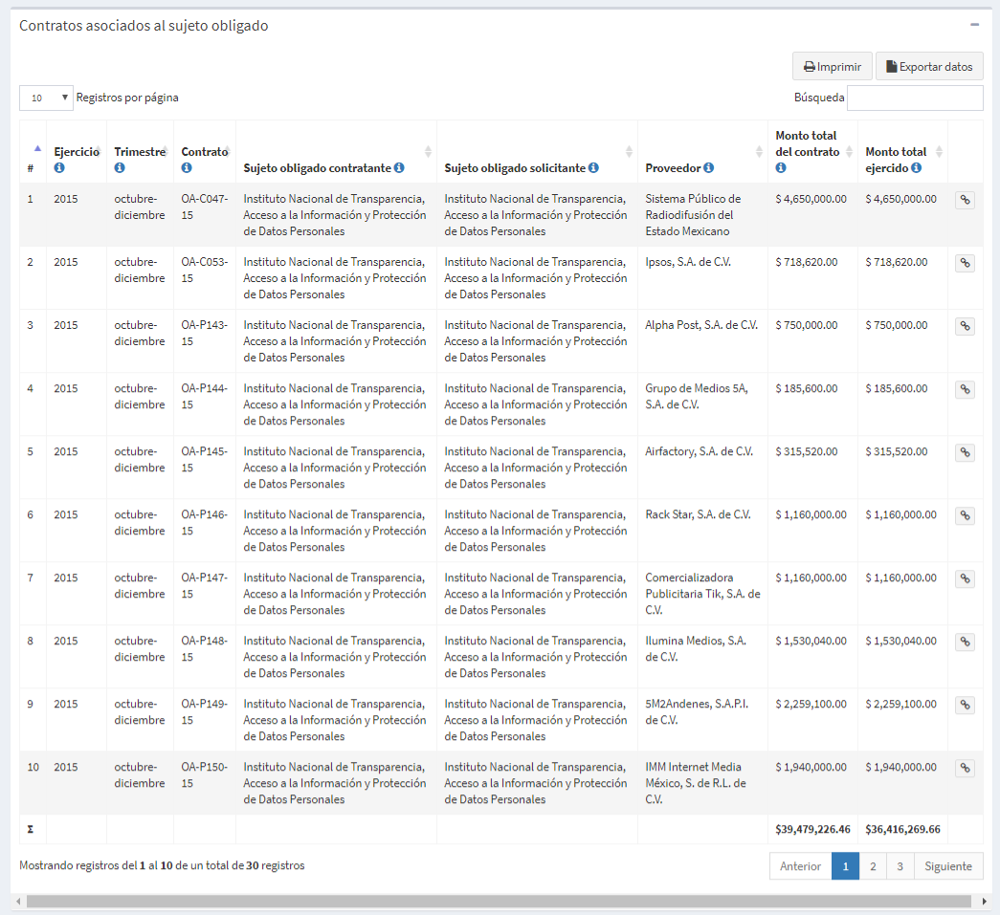 Contratos asociados al sujeto obligado
Imprimir
Exportar datos
10 Registros por página
Búsqueda
# Ejercicio Trimestre Contrato Sujeto obligado contratante Sujeto obligado solicitante Proveedor Monto total del contrato Monto total ejercido
1 2015 octubre-diciembre OA-C047-15 Instituto Nacional de Transparencia, Acceso a la Información y Protección de Datos Personales Instituto Nacional de Transparencia, Acceso a la Información y Protección de Datos Personales Sistema Público de Radiodifusión del Estado Mexicano $ 4,650,000.00 $ 4,650,000.00
2 2015 octubre-diciembre OA-C053-15 Instituto Nacional de Transparencia, Acceso a la Información y Protección de Datos Personales Instituto Nacional de Transparencia, Acceso a la Información y Protección de Datos Personales Ipsos, S.A. de C.V. $ 718,620.00 $ 718,620.00
3 2015 octubre-diciembre OA-P143-15 Instituto Nacional de Transparencia, Acceso a la Información y Protección de Datos Personales Instituto Nacional de Transparencia, Acceso a la Información y Protección de Datos Personales Alpha Post, S.A. de C.V. $ 750,000.00 $ 750,000.00
4 2015 octubre-diciembre OA-P144-15 Instituto Nacional de Transparencia, Acceso a la Información y Protección de Datos Personales Instituto Nacional de Transparencia, Acceso a la Información y Protección de Datos Personales Grupo de Medios 5A, S.A. de C.V. $ 185,600.00 $ 185,600.00
5 2015 octubre-diciembre OA-P145-15 Instituto Nacional de Transparencia, Acceso a la Información y Protección de Datos Personales Instituto Nacional de Transparencia, Acceso a la Información y Protección de Datos Personales Airfactory, S.A. de C.V. $ 315,520.00 $ 315,520.00
6 2015 octubre-diciembre OA-P146-15 Instituto Nacional de Transparencia, Acceso a la Información y Protección de Datos Personales Instituto Nacional de Transparencia, Acceso a la Información y Protección de Datos Personales Rack Star, S.A. de C.V. $ 1,160,000.00 $ 1,160,000.00
7 2015 octubre-diciembre OA-P147-15 Instituto Nacional de Transparencia, Acceso a la Información y Protección de Datos Personales Instituto Nacional de Transparencia, Acceso a la Información y Protección de Datos Personales Comercializadora Publicitaria Tik, S.A. de C.V. $ 1,160,000.00 $ 1,160,000.00
8 2015 octubre-diciembre OA-P148-15 Instituto Nacional de Transparencia, Acceso a la Información y Protección de Datos Personales Instituto Nacional de Transparencia, Acceso a la Información y Protección de Datos Personales Ilumina Medios, S.A. de C.V. $ 1,530,040.00 $ 1,530,040.00
9 2015 octubre-diciembre OA-P149-15 Instituto Nacional de Transparencia, Acceso a la Información y Protección de Datos Personales Instituto Nacional de Transparencia, Acceso a la Información y Protección de Datos Personales 5M2Andenes, S.A.P.I. de C.V. $ 2,259,100.00 $ 2,259,100.00
10 2015 octubre-diciembre OA-P150-15 Instituto Nacional de Transparencia, Acceso a la Información y Protección de Datos Personales Instituto Nacional de Transparencia, Acceso a la Información y Protección de Datos Personales IMM Internet Media México, S. de R.L. de C.V. $ 1,940,000.00 $ 1,940,000.00
Σ $39,479,226.46 $36,416,269.66
Mostrando registros del 1 al 10 de un total de 30 registros
Anterior 1 2 3 Siguiente